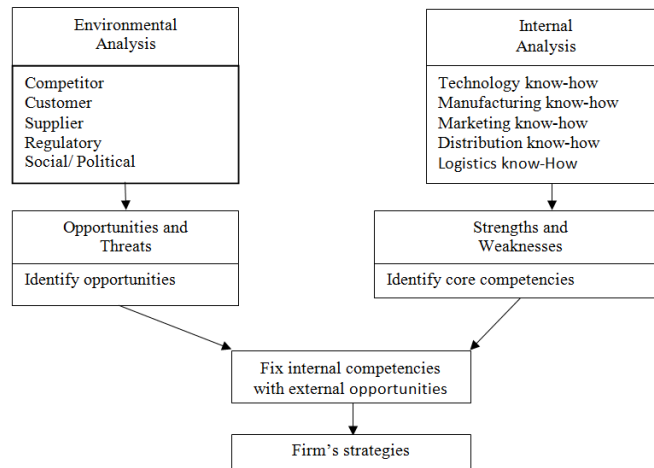 Environmental
Analysis
Competitor
Customer
Supplier
Regulatory
Social/ Political
Opportunities and
Threats
Identify opportunities
Internal
Analysis
Technology know-how
Manufacturing know-how
Marketing know-how
Distribution know-how
Logistics know-How
Strengths and
Weaknesses
Identify core competencies
Fix internal competencies
with external opportunities
Firm's strategies